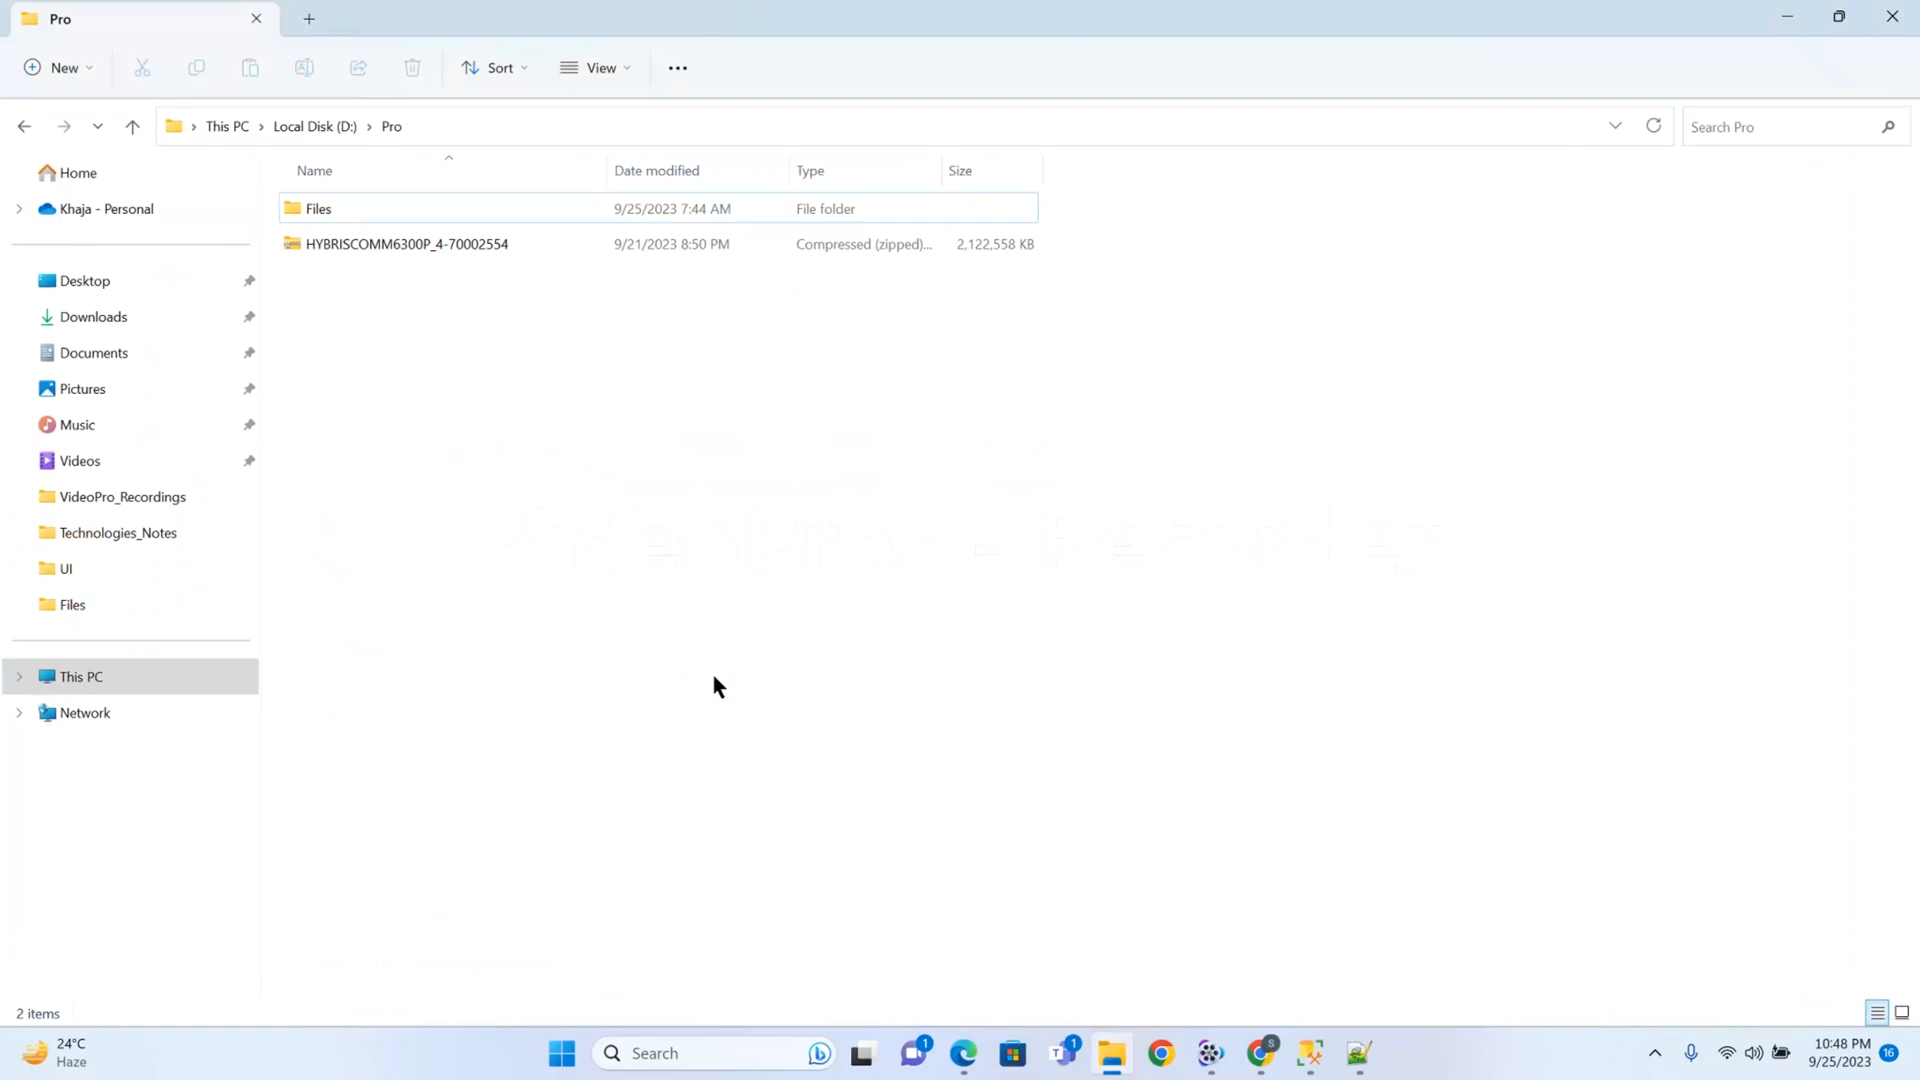 Pro
New
Sort
View
This PC
Local Disk (D:)
Pro
Search Pro
Name
Date modified
Type
Size
Files
9/25/2023 7:44 AM
File folder
HYBRISCOMM6300P_4-70002554
9/21/2023 8:50 PM
Compressed (zipped)...
2,122,558 KB
Home
Khaja - Personal
Desktop
Downloads
Documents
Pictures
Music
Videos
VideoPro_Recordings
Technologies_Notes
UI
Files
This PC
Network
2 items
24°C
Haze
Search
1
T
1
S
10:48 PM
9/25/2023
16